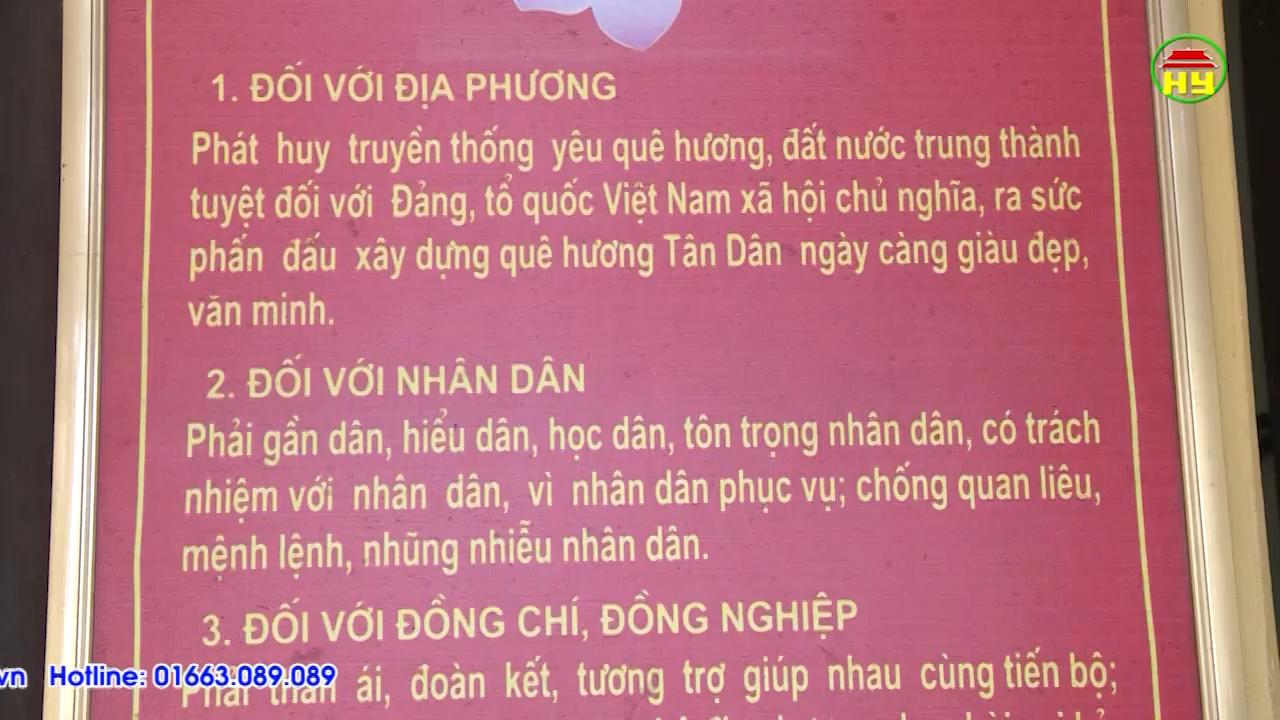 HY
1. ĐỐI VỚI ĐỊA PHƯƠNG
Phát huy truyền thống yêu quê hương, đất nước trung thành
tuyệt đối với Đảng, tổ quốc Việt Nam xã hội chủ nghĩa, ra sức
phấn đấu xây dựng quê hương Tân Dân ngày càng giàu đẹp,
văn minh.
2. ĐỐI VỚI NHÂN DÂN
Phải gần dân, hiểu dân, học dân, tôn trọng nhân dân, có trách
nhiệm với nhân dân, vì nhân dân phục vụ; chống quan liêu,
mệnh lệnh, nhũng nhiễu nhân dân.
3. ĐỐI VỚI ĐỒNG CHÍ, ĐỒNG NGHIỆP
Phải thân ái, đoàn kết, tương trợ giúp nhau cùng tiến bộ;
vn Hotline: 01663.089.089